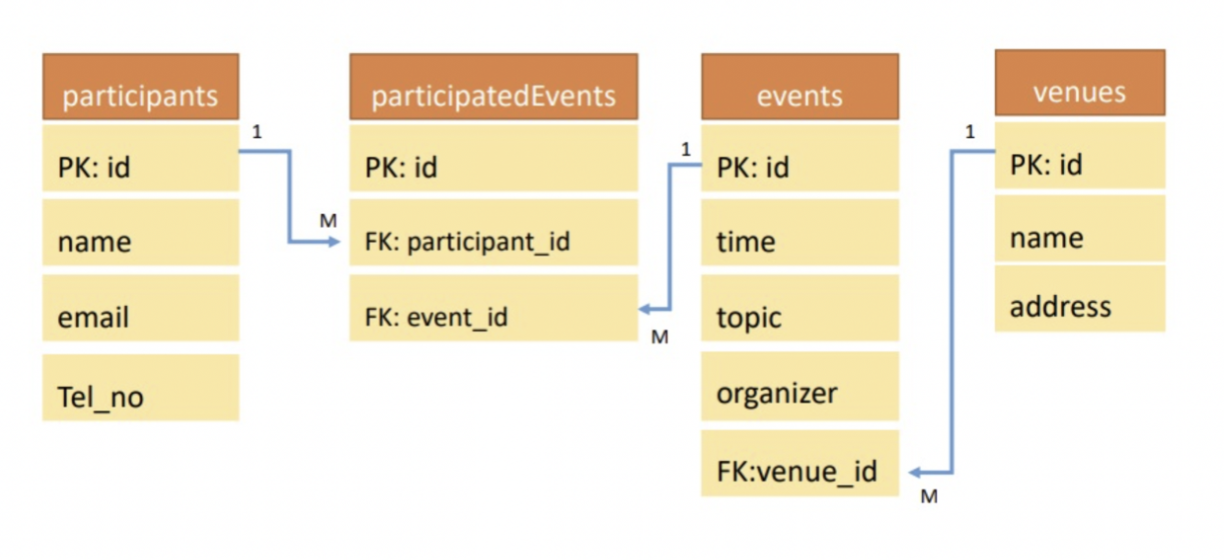 participants
PK: id
name
email
Tel_no
participatedEvents
PK: id
FK: participant_id
FK: event_id
events
PK: id
time
topic
organizer
FK:venue_id
venues
PK: id
name
address
1
M
1
M
1
M